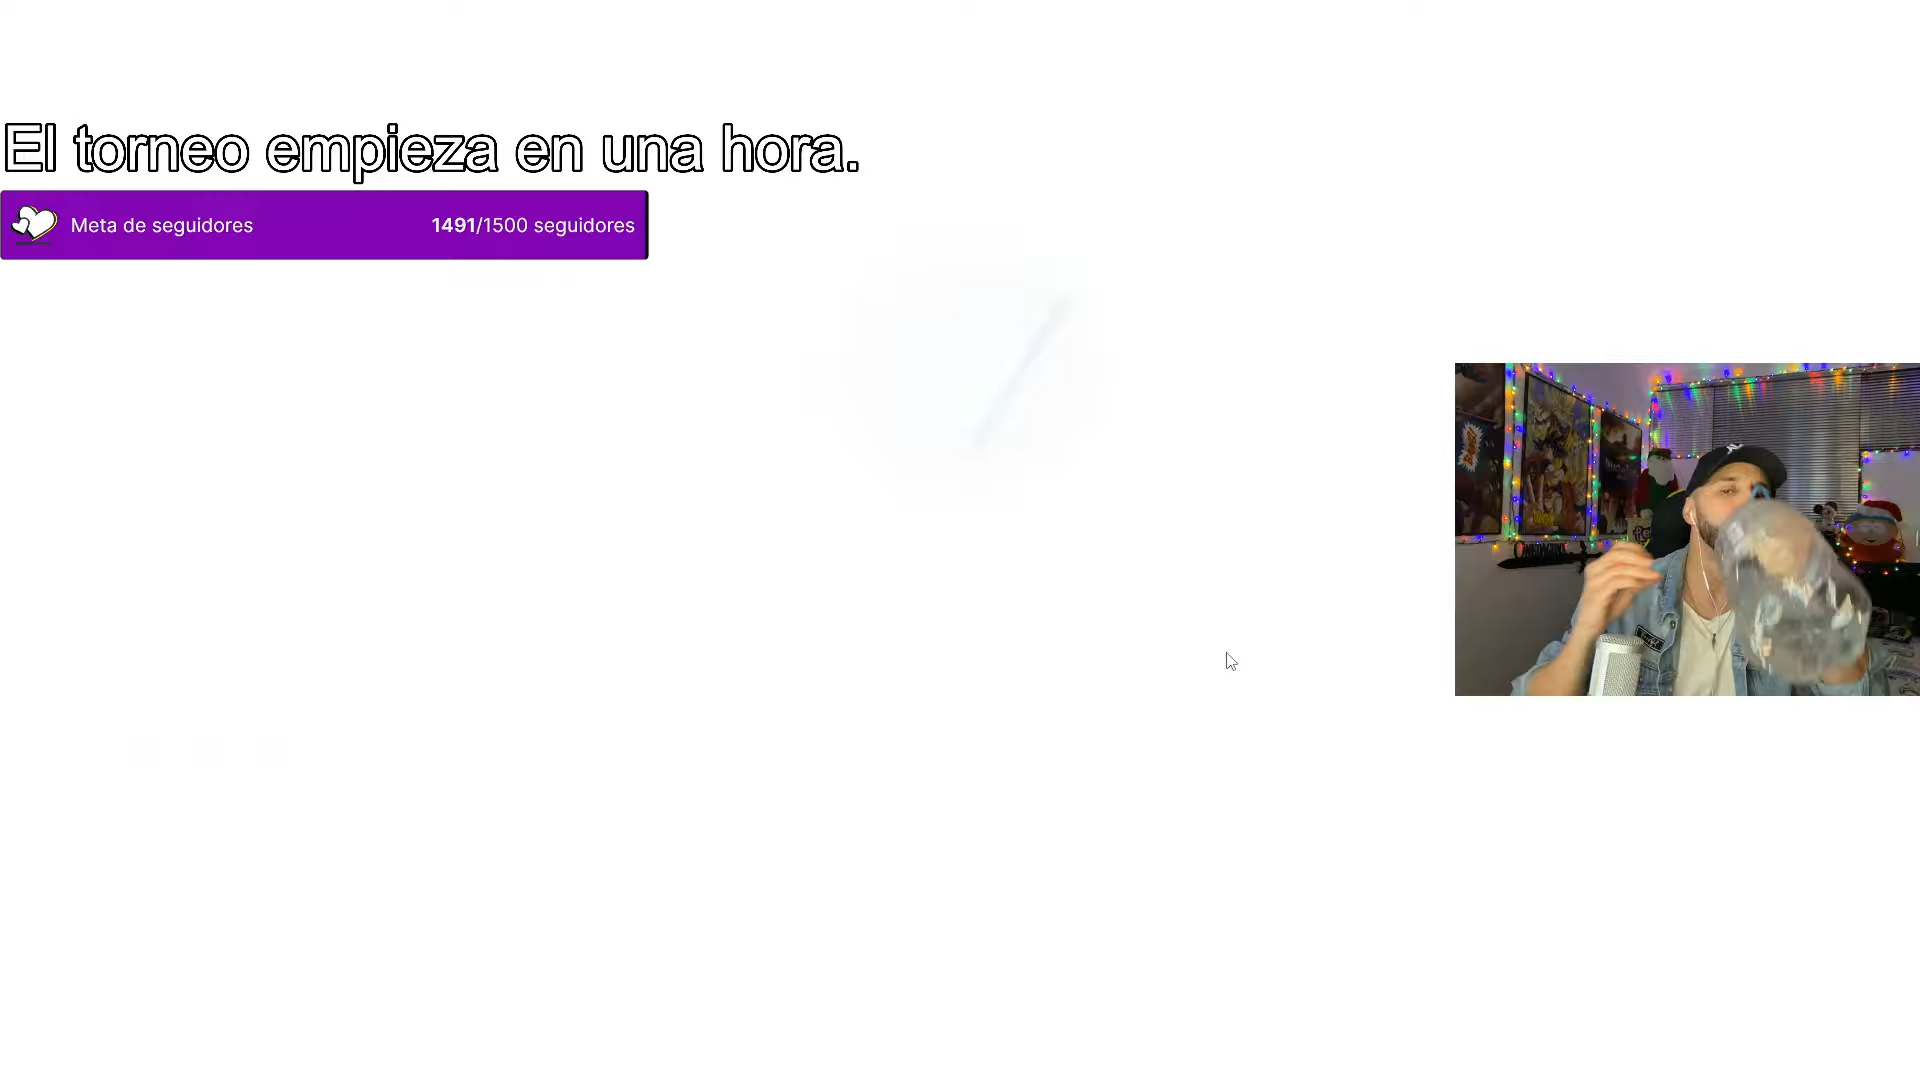 El torneo empieza en una hora.
Meta de seguidores 1491/1500 seguidores